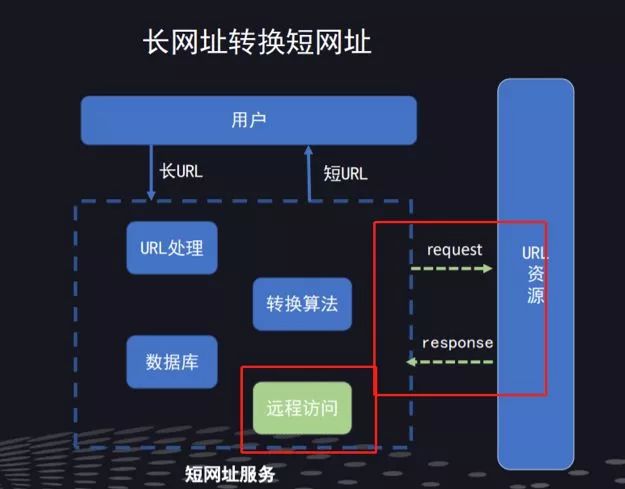 长网址转换短网址
用户
长URL
短URL
URL处理
转换算法
数据库
远程访问
request
response
URL
资
源
短网址服务